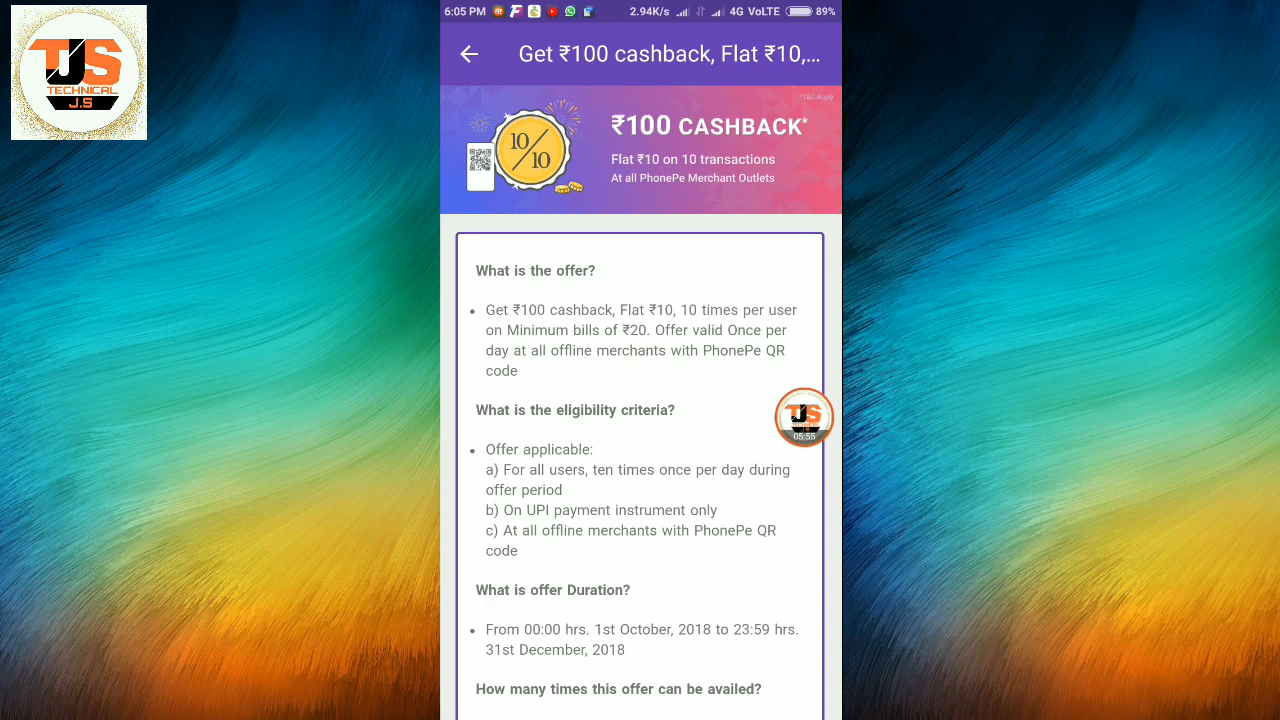 TJS
TECHNICAL
J.S
6:05 PM 2.94K/s 4G VoLTE 89%
Get ₹100 cashback, Flat ₹10,...
*T&C Apply
10/10
₹100 CASHBACK*
Flat ₹10 on 10 transactions
At all PhonePe Merchant Outlets
What is the offer?
• Get ₹100 cashback, Flat ₹10, 10 times per user
on Minimum bills of ₹20. Offer valid Once per
day at all offline merchants with PhonePe QR
code
What is the eligibility criteria?
• Offer applicable:
a) For all users, ten times once per day during
offer period
b) On UPI payment instrument only
c) At all offline merchants with PhonePe QR
code
TJS
J.S
05:55
What is offer Duration?
• From 00:00 hrs. 1st October, 2018 to 23:59 hrs.
31st December, 2018
How many times this offer can be availed?